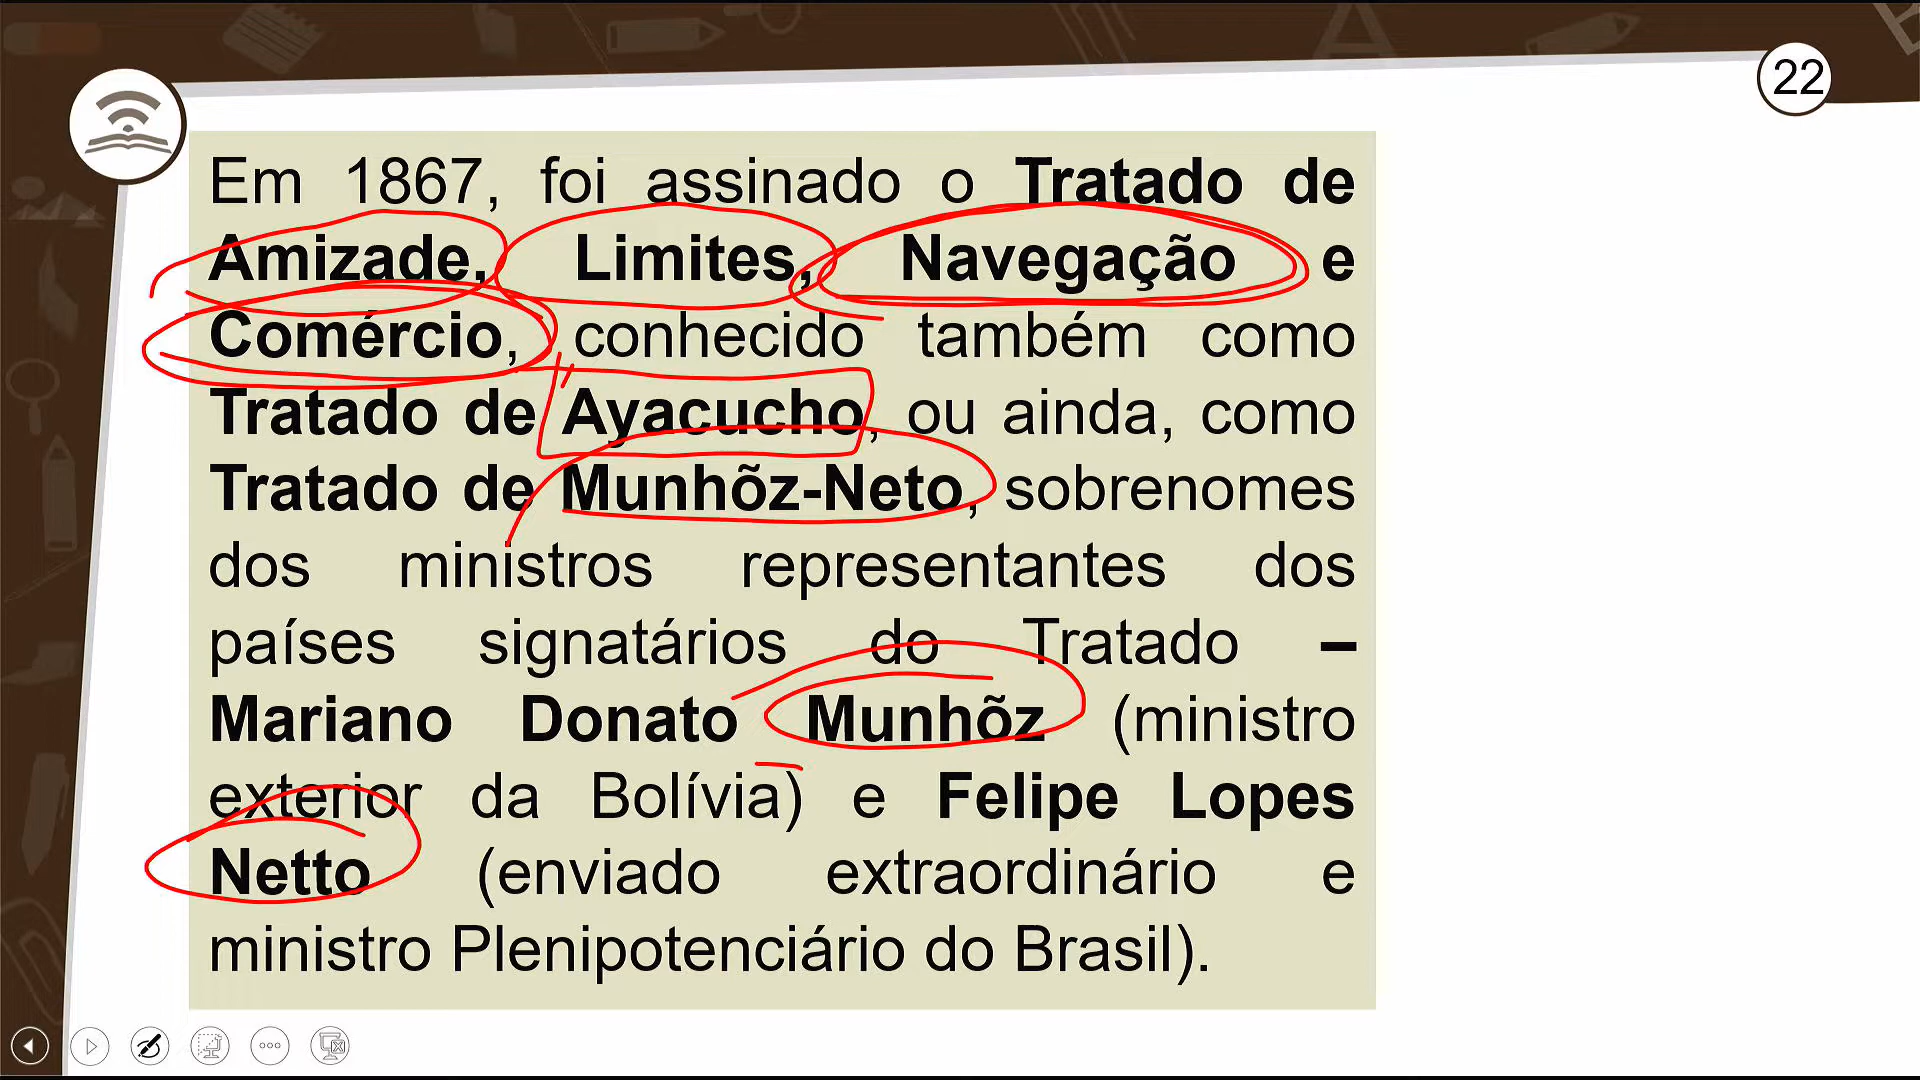 22
Em 1867, foi assinado o Tratado de
Amizade, Limites, Navegação e
Comércio, conhecido também como
Tratado de Ayacucho, ou ainda, como
Tratado de Munhõz-Neto, sobrenomes
dos ministros representantes dos
países signatários do Tratado –
Mariano Donato Munhõz (ministro
exterior da Bolívia) e Felipe Lopes
Netto (enviado extraordinário e
ministro Plenipotenciário do Brasil).